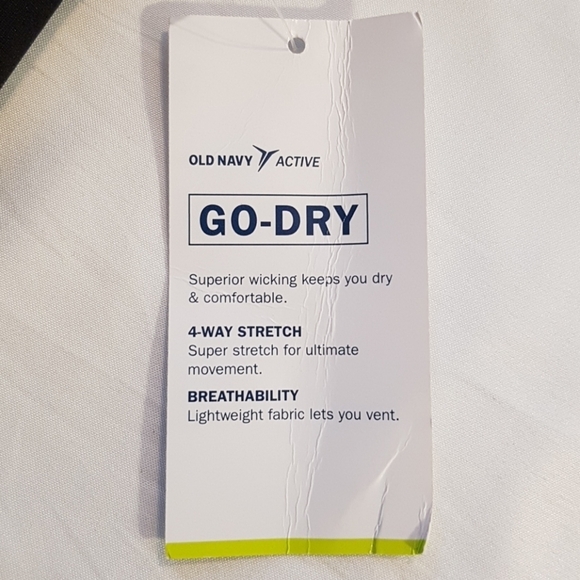 OLD NAVY ACTIVE
GO-DRY
Superior wicking keeps you dry
& comfortable.
4-WAY STRETCH
Super stretch for ultimate
movement.
BREATHABILITY
Lightweight fabric lets you vent.